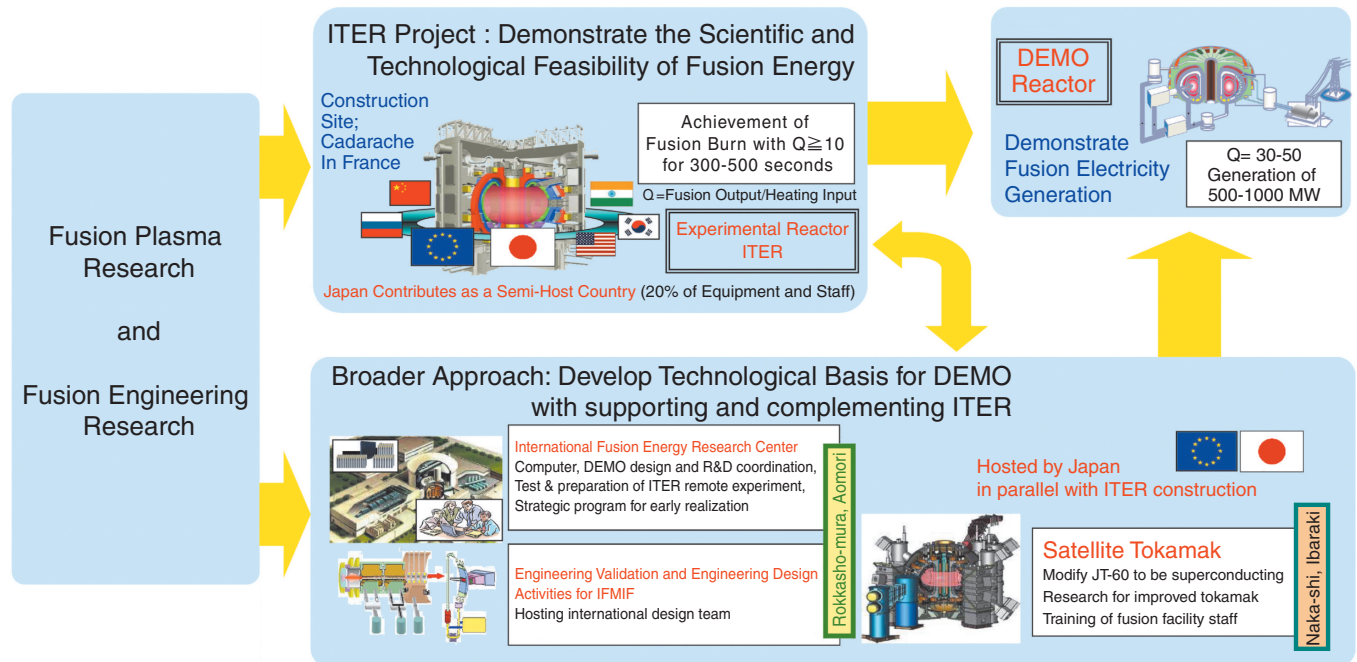 Fusion Plasma
Research
and
Fusion Engineering
Research
ITER Project : Demonstrate the Scientific and
Technological Feasibility of Fusion Energy
Construction
Site;
Cadarache
In France
Achievement of
Fusion Burn with Q≧10
for 300-500 seconds
Q =Fusion Output/Heating Input
Experimental Reactor
ITER
Japan Contributes as a Semi-Host Country (20% of Equipment and Staff)
DEMO
Reactor
Demonstrate
Fusion Electricity
Generation
Q= 30-50
Generation of
500-1000 MW
Broader Approach: Develop Technological Basis for DEMO
with supporting and complementing ITER
International Fusion Energy Research Center
Computer, DEMO design and R&D coordination,
Test & preparation of ITER remote experiment,
Strategic program for early realization
Engineering Validation and Engineering Design
Activities for IFMIF
Hosting international design team
Rokkasho-mura, Aomori
Hosted by Japan
in parallel with ITER construction
Satellite Tokamak
Modify JT-60 to be superconducting
Research for improved tokamak
Training of fusion facility staff
Naka-shi, Ibaraki